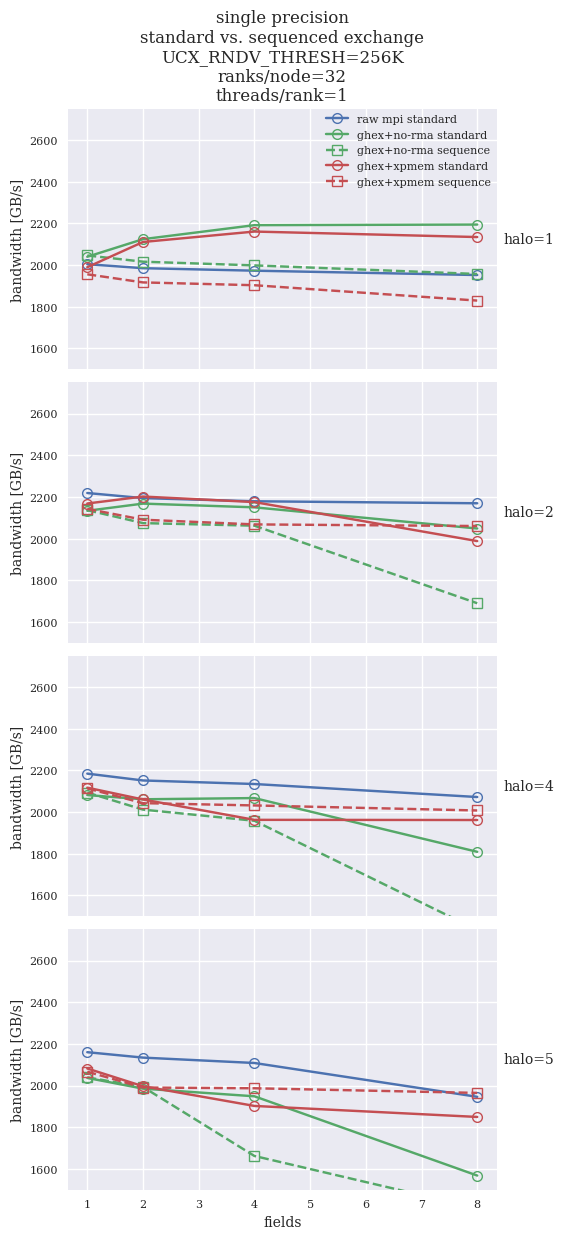 single precision
standard vs. sequenced exchange
UCX_RNDV_THRESH=256K
ranks/node=32
threads/rank=1
raw mpi standard
ghex+no-rma standard
ghex+no-rma sequence
ghex+xpmem standard
ghex+xpmem sequence
2600
2400
2200
2000
1800
1600
bandwidth [GB/s]
halo=1
2600
2400
2200
2000
1800
1600
bandwidth [GB/s]
halo=2
2600
2400
2200
2000
1800
1600
bandwidth [GB/s]
halo=4
2600
2400
2200
2000
1800
1600
bandwidth [GB/s]
halo=5
1 2 3 4 5 6 7 8
fields